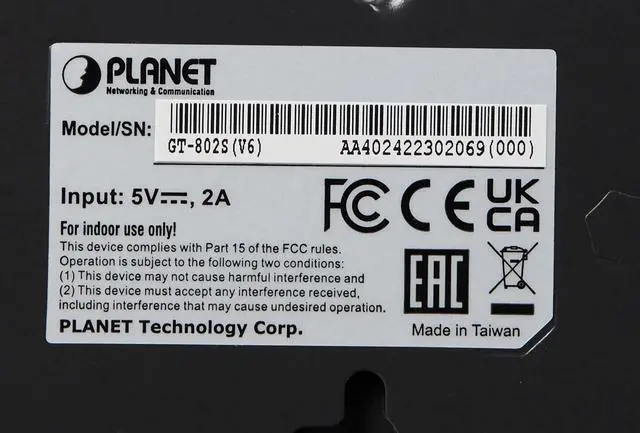 PLANET
Networking & Communication
Model/SN:
GT-802S(V6) AA402422302069(000)
Input: 5V⎓, 2A
FC CE UK
CA
For indoor use only!
This device complies with Part 15 of the FCC rules.
Operation is subject to the following two conditions:
(1) This device may not cause harmful interference and
(2) This device must accept any interference received,
including interference that may cause undesired operation.
EAC
PLANET Technology Corp.
Made in Taiwan